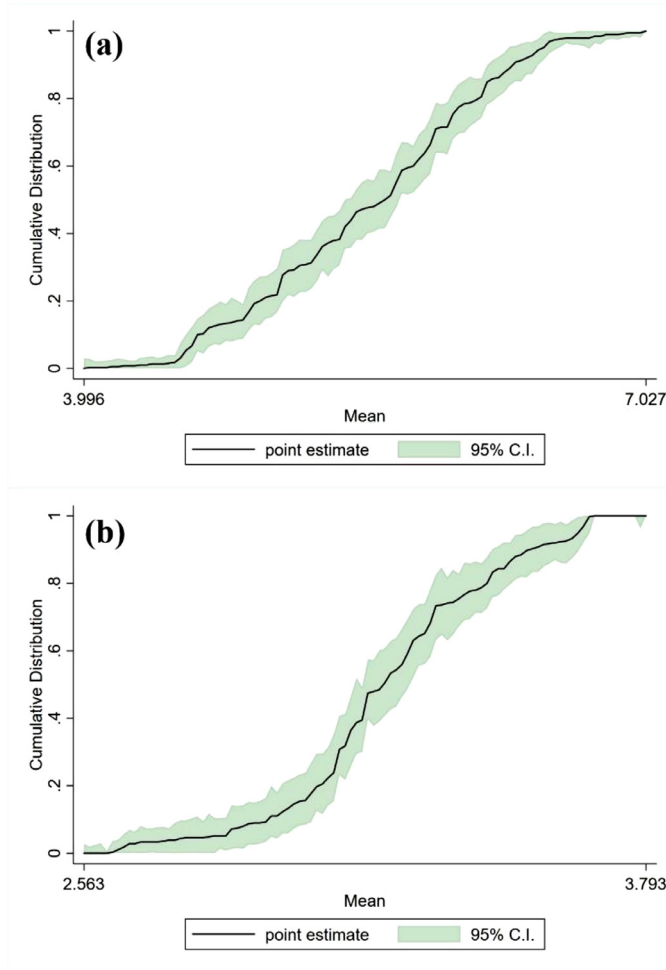 (a)
Cumulative Distribution
1
.8
.6
.4
.2
0
3.996
7.027
Mean
point estimate
95% C.I.
(b)
Cumulative Distribution
1
.8
.6
.4
.2
0
2.563
3.793
Mean
point estimate
95% C.I.